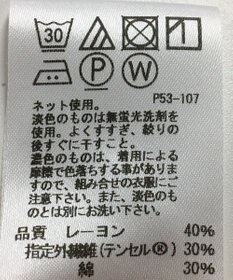 30
P W
P53-107
ネット使用。
淡色のものは無蛍光洗剤を
使用。よくすすぎ、絞りの
後すぐに干すこと。
濃色のものは、着用による
摩擦で色落ちする事があります
ので、組み合せの衣服にご
注意下さい。また、淡色のも
のとは別にお洗い下さい。
品質 レーヨン 40%
指定外繊維(テンセル®) 30%
綿 30%